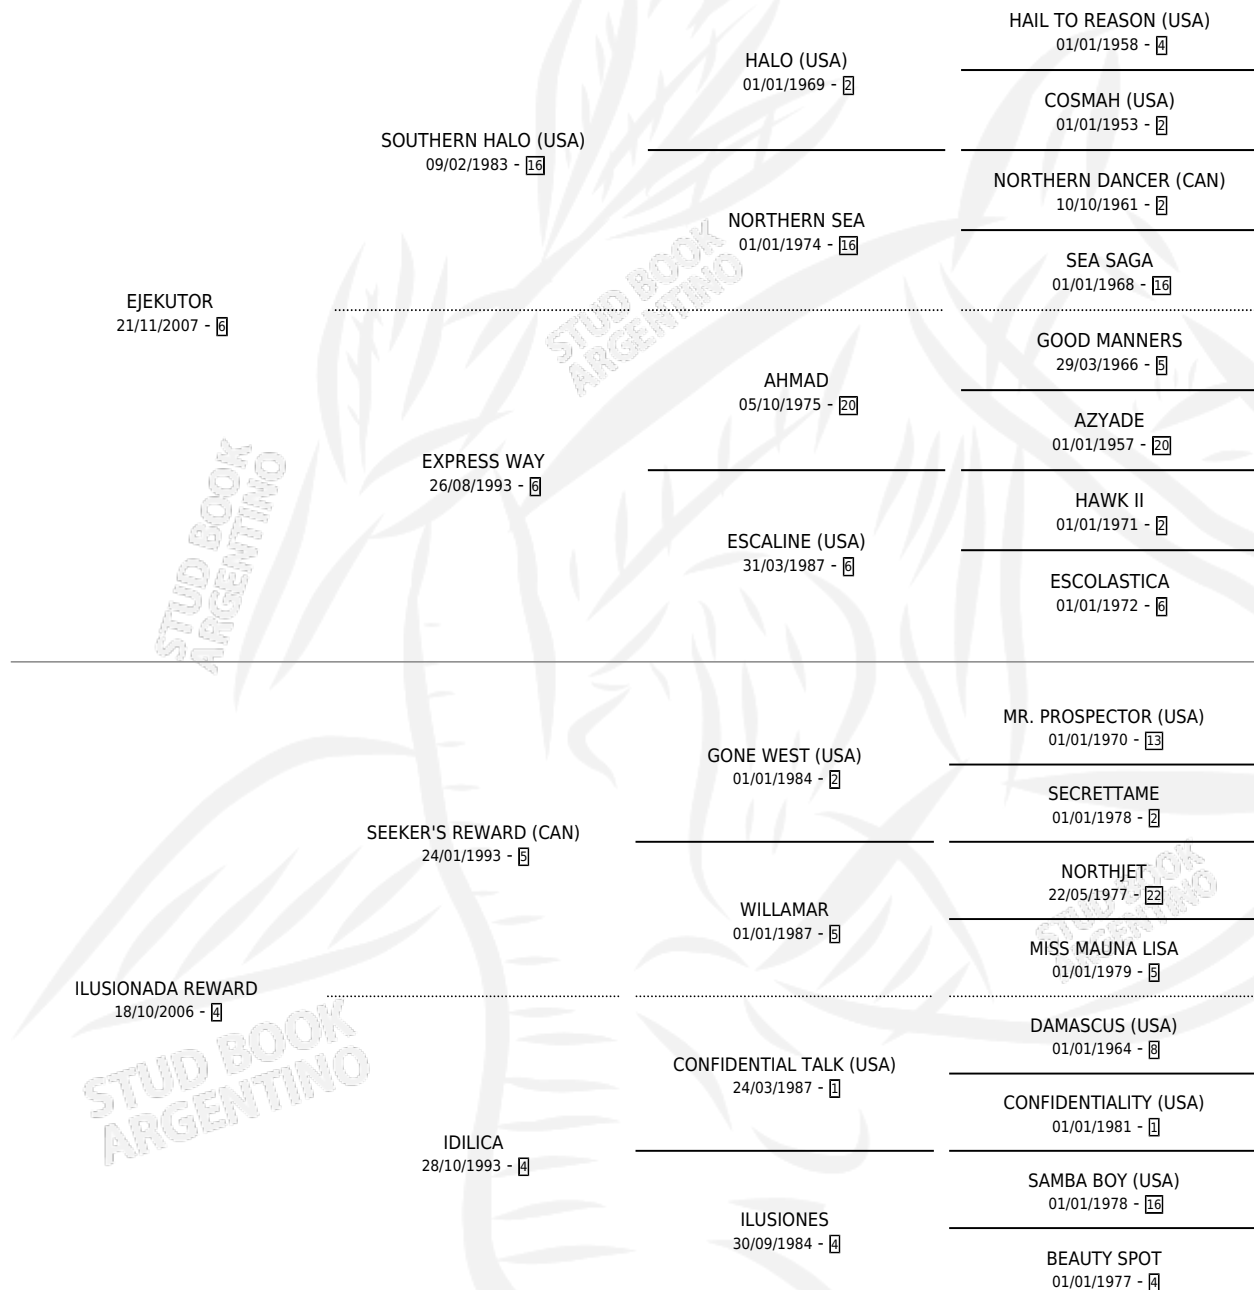 HAIL TO REASON (USA)
01/01/1958 - 4
HALO (USA)
01/01/1969 - 2
COSMAH (USA)
01/01/1953 - 2
SOUTHERN HALO (USA)
09/02/1983 - 16
NORTHERN DANCER (CAN)
10/10/1961 - 2
NORTHERN SEA
01/01/1974 - 16
SEA SAGA
01/01/1968 - 16
EJEKUTOR
21/11/2007 - 6
GOOD MANNERS
29/03/1966 - 5
AHMAD
05/10/1975 - 20
AZYADE
01/01/1957 - 20
EXPRESS WAY
26/08/1993 - 6
HAWK II
01/01/1971 - 2
ESCALINE (USA)
31/03/1987 - 6
ESCOLASTICA
01/01/1972 - 6
MR. PROSPECTOR (USA)
01/01/1970 - 13
GONE WEST (USA)
01/01/1984 - 2
SECRETTAME
01/01/1978 - 2
SEEKER'S REWARD (CAN)
24/01/1993 - 5
NORTHJET
22/05/1977 - 22
WILLAMAR
01/01/1987 - 5
MISS MAUNA LISA
01/01/1979 - 5
ILUSIONADA REWARD
18/10/2006 - 4
DAMASCUS (USA)
01/01/1964 - 8
CONFIDENTIAL TALK (USA)
24/03/1987 - 1
CONFIDENTIALITY (USA)
01/01/1981 - 1
IDILICA
28/10/1993 - 4
SAMBA BOY (USA)
01/01/1978 - 16
ILUSIONES
30/09/1984 - 4
BEAUTY SPOT
01/01/1977 - 4
STUD BOOK
ARGENTINO
STUD BOOK
ARGENTINO
STUD BOOK
ARGENTINO
STUD BOOK
ARGENTINO